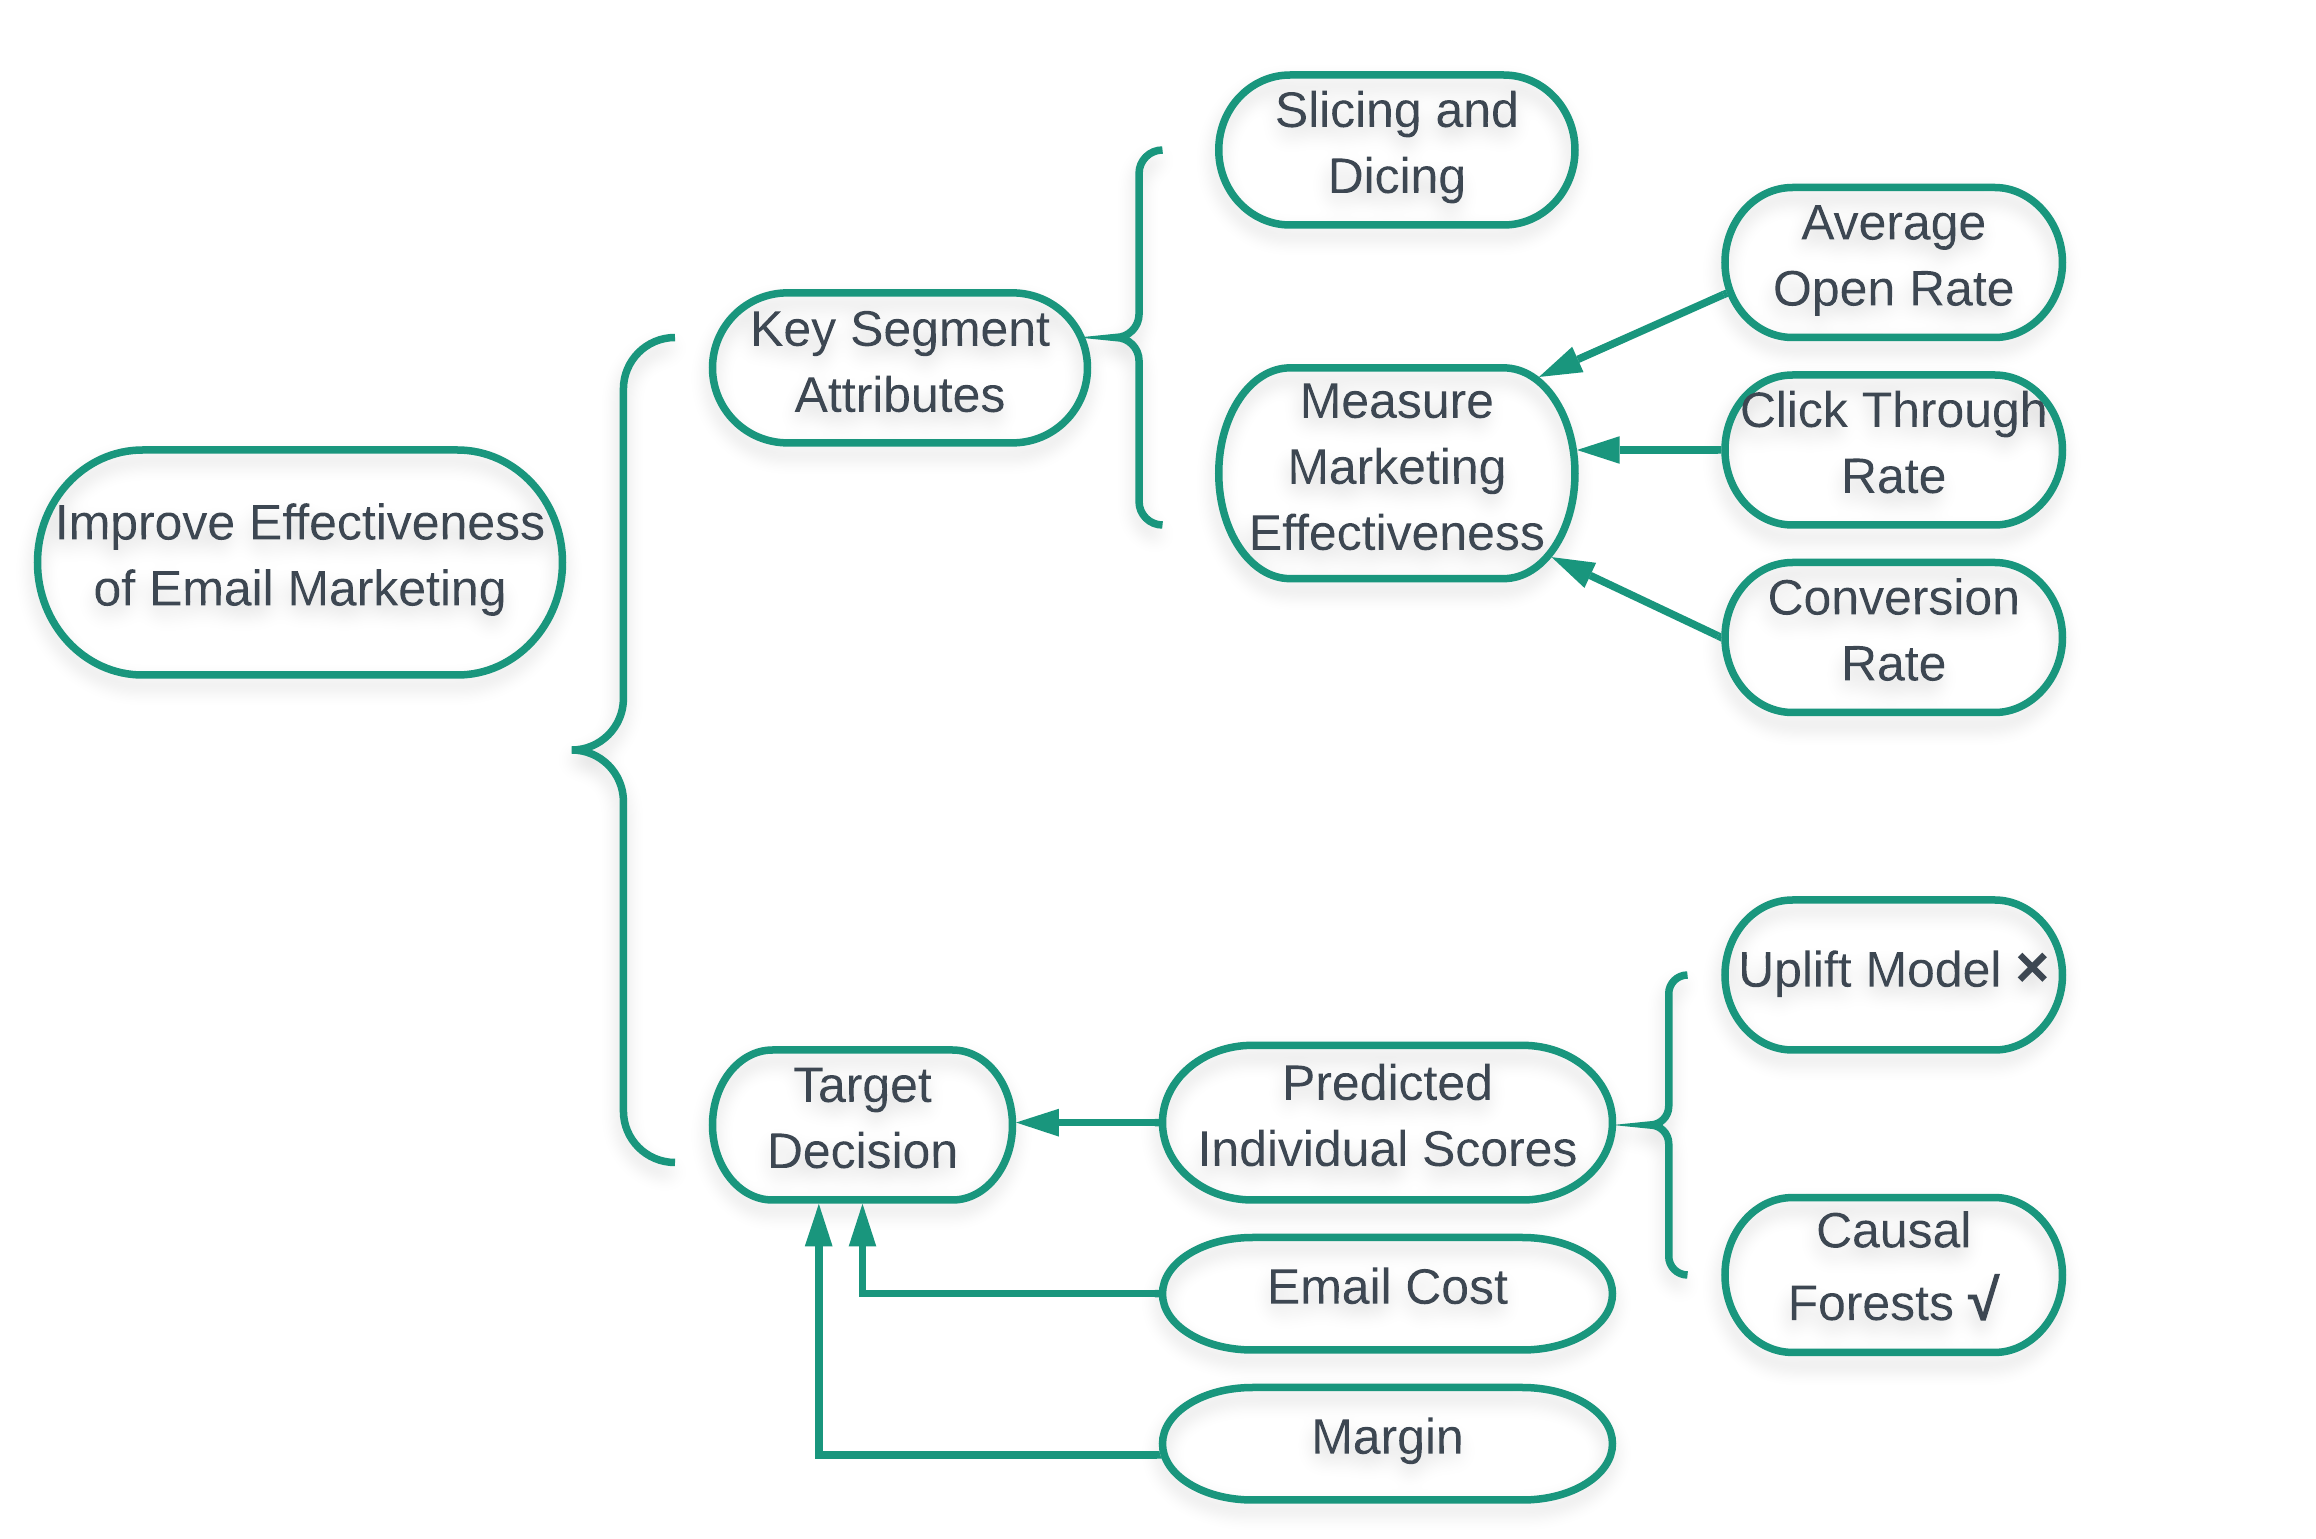 Improve Effectiveness
of Email Marketing
Key Segment
Attributes
Slicing and
Dicing
Measure
Marketing
Effectiveness
Average
Open Rate
Click Through
Rate
Conversion
Rate
Target
Decision
Predicted
Individual Scores
Email Cost
Margin
Uplift Model ×
Causal
Forests √